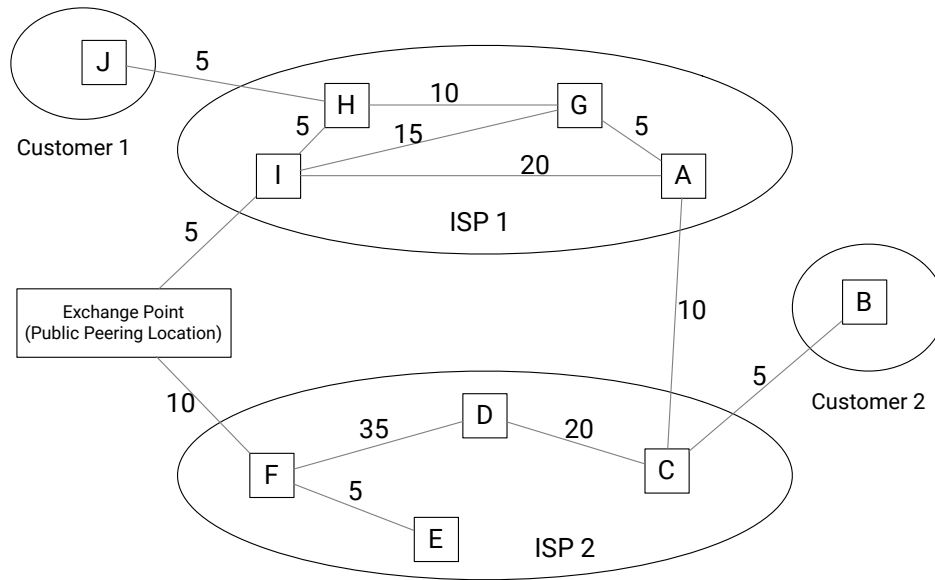 J
5
Customer 1
H
10
G
5
15
5
I
20
A
ISP 1
5
Exchange Point
(Public Peering Location)
10
B
5
Customer 2
10
D
35
20
F
C
5
E
ISP 2